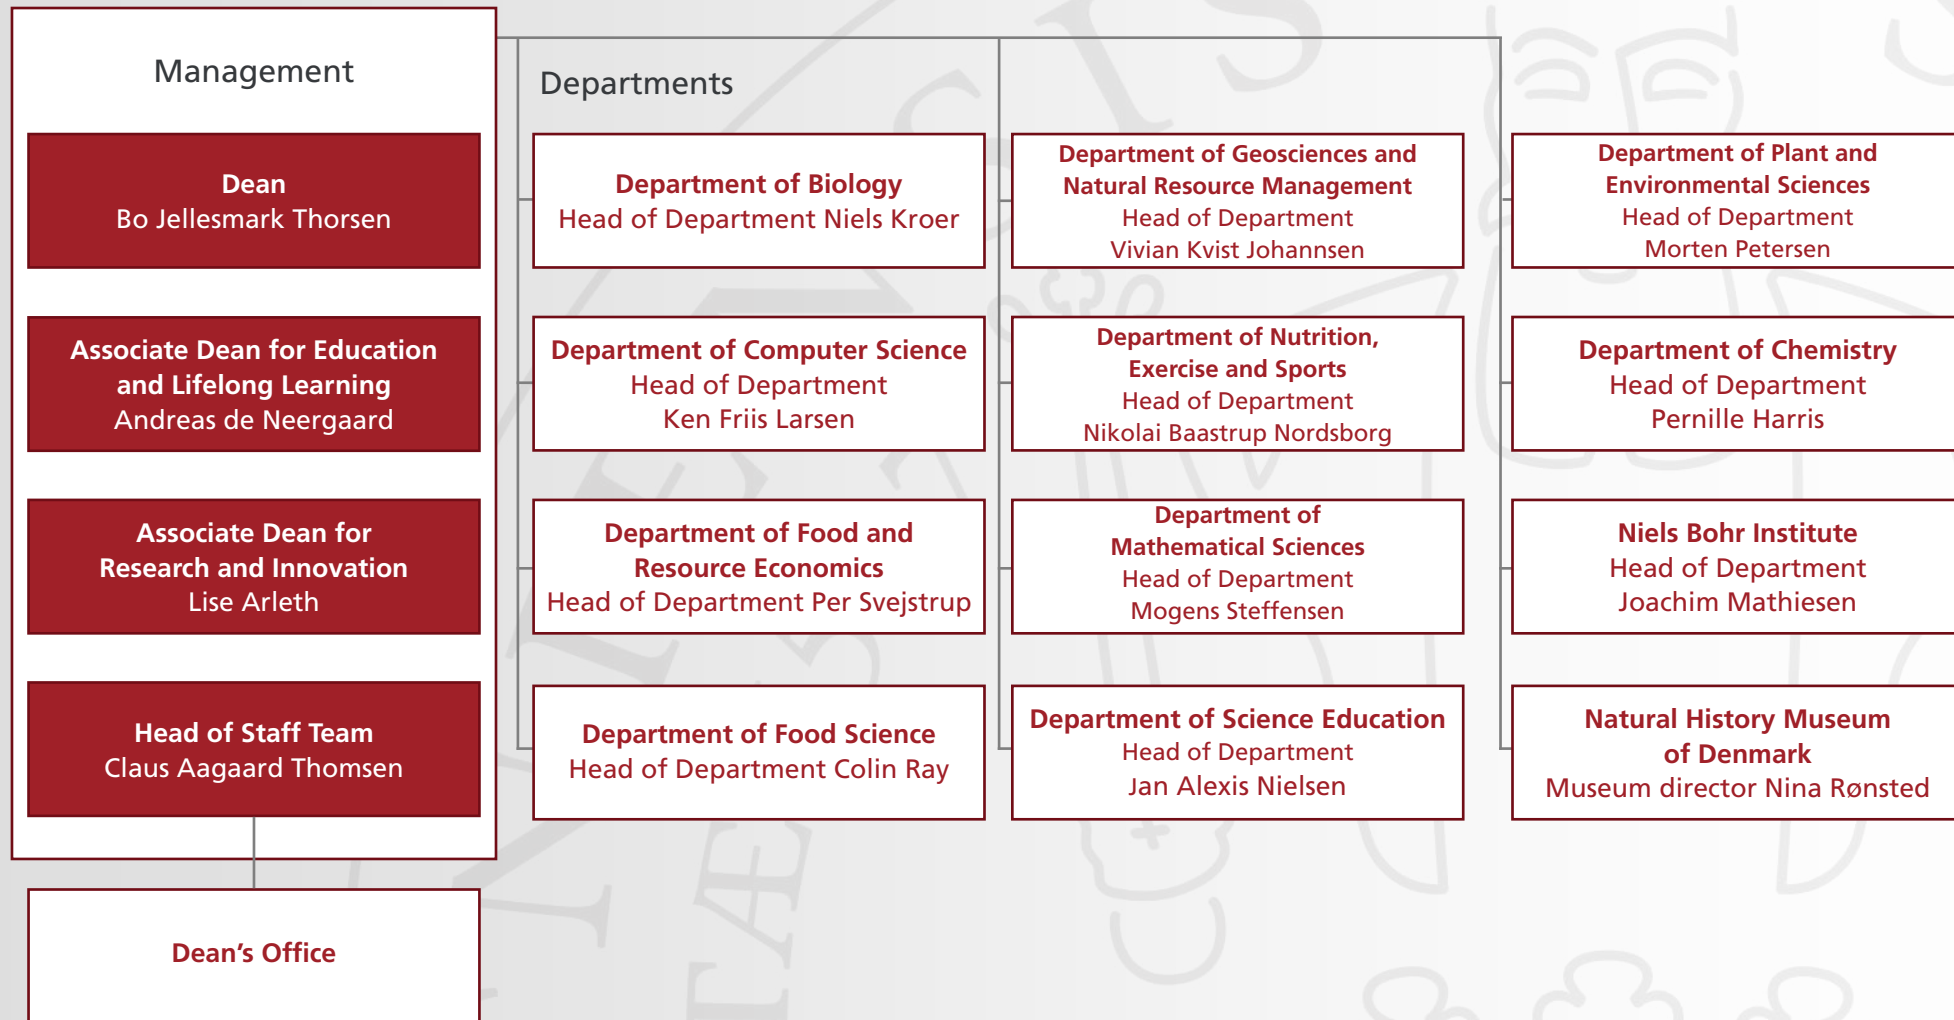 Management
Dean
Bo Jellesmark Thorsen
Associate Dean for Education
and Lifelong Learning
Andreas de Neergaard
Associate Dean for
Research and Innovation
Lise Arleth
Head of Staff Team
Claus Aagaard Thomsen
Dean's Office
Departments
Department of Biology
Head of Department Niels Kroer
Department of Computer Science
Head of Department
Ken Friis Larsen
Department of Food and
Resource Economics
Head of Department Per Svejstrup
Department of Food Science
Head of Department Colin Ray
Department of Geosciences and
Natural Resource Management
Head of Department
Vivian Kvist Johannsen
Department of Nutrition,
Exercise and Sports
Head of Department
Nikolai Baastrup Nordsborg
Department of
Mathematical Sciences
Head of Department
Mogens Steffensen
Department of Science Education
Head of Department
Jan Alexis Nielsen
Department of Plant and
Environmental Sciences
Head of Department
Morten Petersen
Department of Chemistry
Head of Department
Pernille Harris
Niels Bohr Institute
Head of Department
Joachim Mathiesen
Natural History Museum
of Denmark
Museum director Nina Rønsted